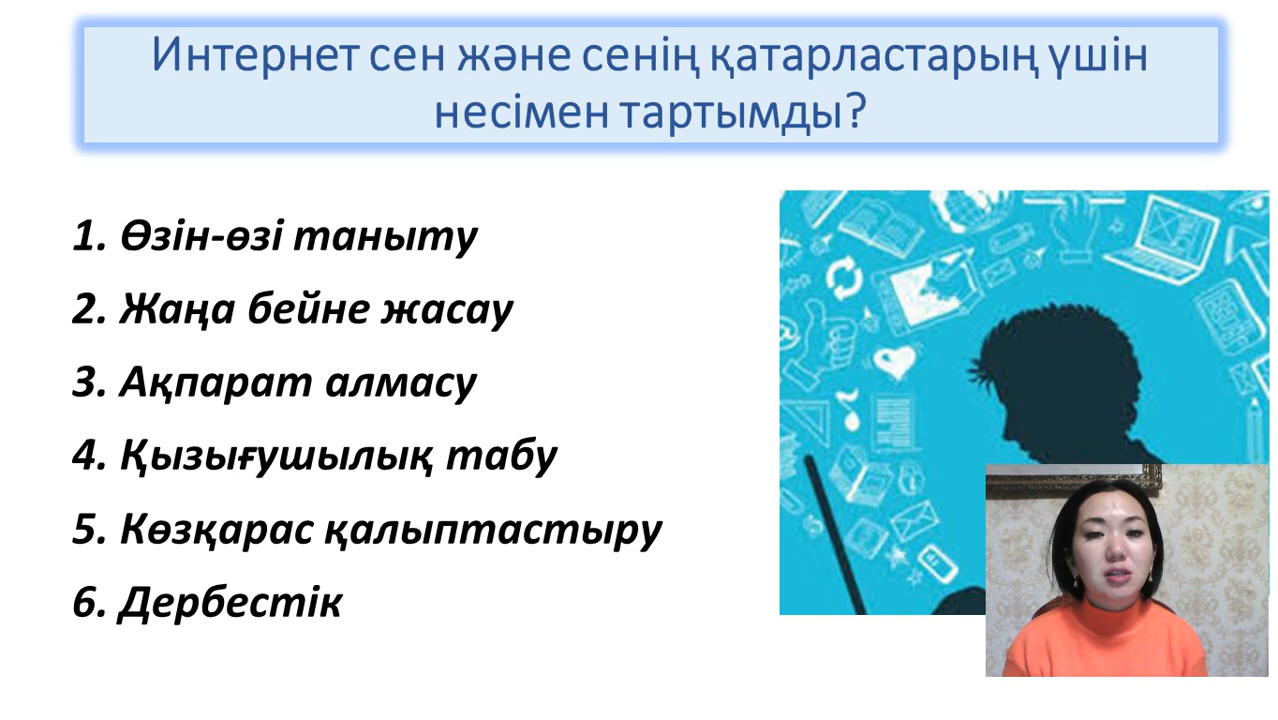 Интернет сен және сенің қатарластарың үшін
несімен тартымды?
1. Өзін-өзі таныту
2. Жаңа бейне жасау
3. Ақпарат алмасу
4. Қызығушылық табу
5. Көзқарас қалыптастыру
6. Дербестік